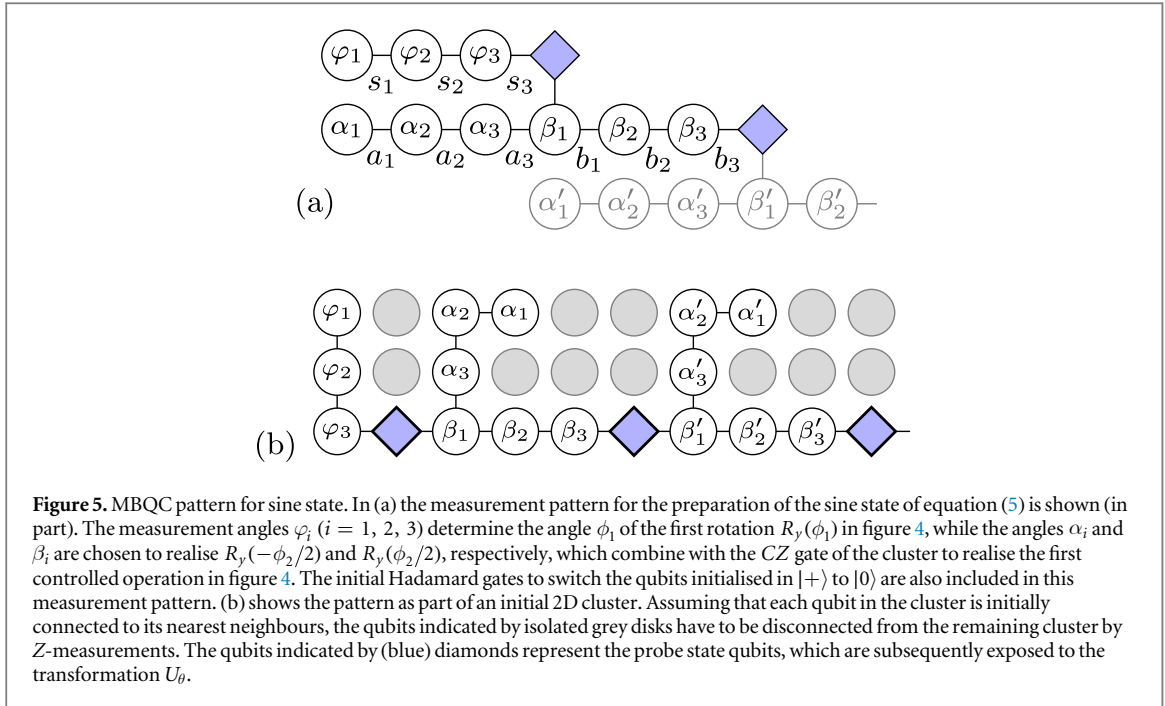 φ1 φ2 φ3
s1 s2 s3
α1 α2 α3 β1 β2 β3
a1 a2 a3 b1 b2 b3
(a) α′1 α′2 α′3 β′1 β′2
φ1 α2 α1 α′2 α′1
φ2 α3 α′3
(b) φ3 β1 β2 β3 β′1 β′2 β′3
Figure 5. MBQC pattern for sine state. In (a) the measurement pattern for the preparation of the sine state of equation (5) is shown (in
part). The measurement angles φi (i = 1, 2, 3) determine the angle ϕ1 of the first rotation Ry(ϕ1) in figure 4, while the angles αi and
βi are chosen to realise Ry(−ϕ2/2) and Ry(ϕ2/2), respectively, which combine with the CZ gate of the cluster to realise the first
controlled operation in figure 4. The initial Hadamard gates to switch the qubits initialised in |+⟩ to |0⟩ are also included in this
measurement pattern. (b) shows the pattern as part of an initial 2D cluster. Assuming that each qubit in the cluster is initially
connected to its nearest neighbours, the qubits indicated by isolated grey disks have to be disconnected from the remaining cluster by
Z-measurements. The qubits indicated by (blue) diamonds represent the probe state qubits, which are subsequently exposed to the
transformation Uθ.